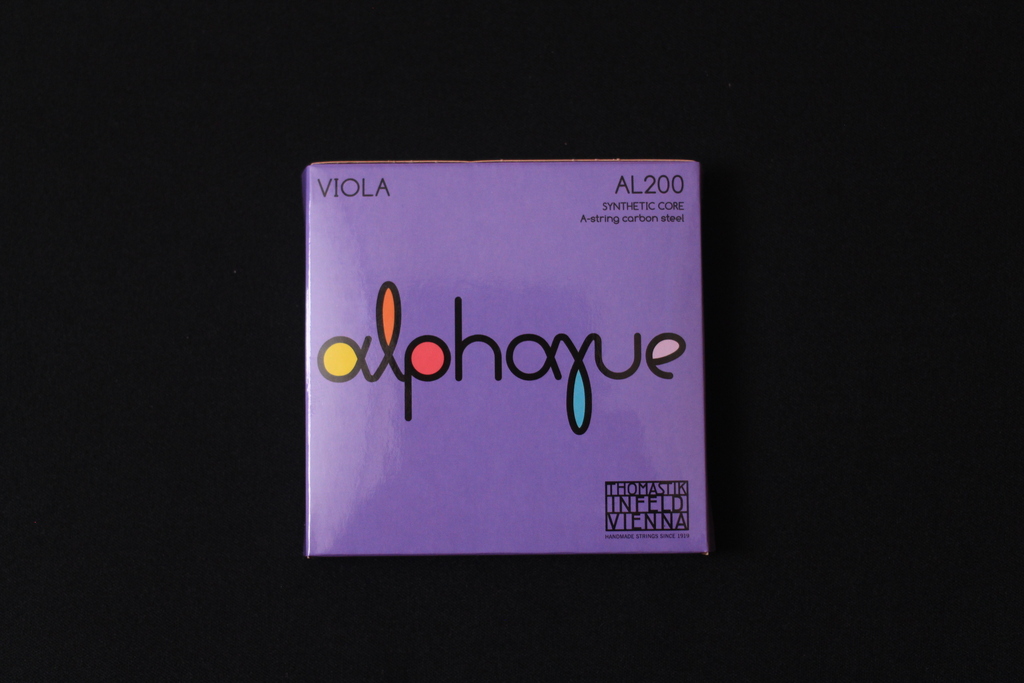 VIOLA
AL200
SYNTHETIC CORE
A-string carbon steel
alphayue
THOMASTIK
INFELD
VIENNA
HANDMADE STRINGS SINCE 1919